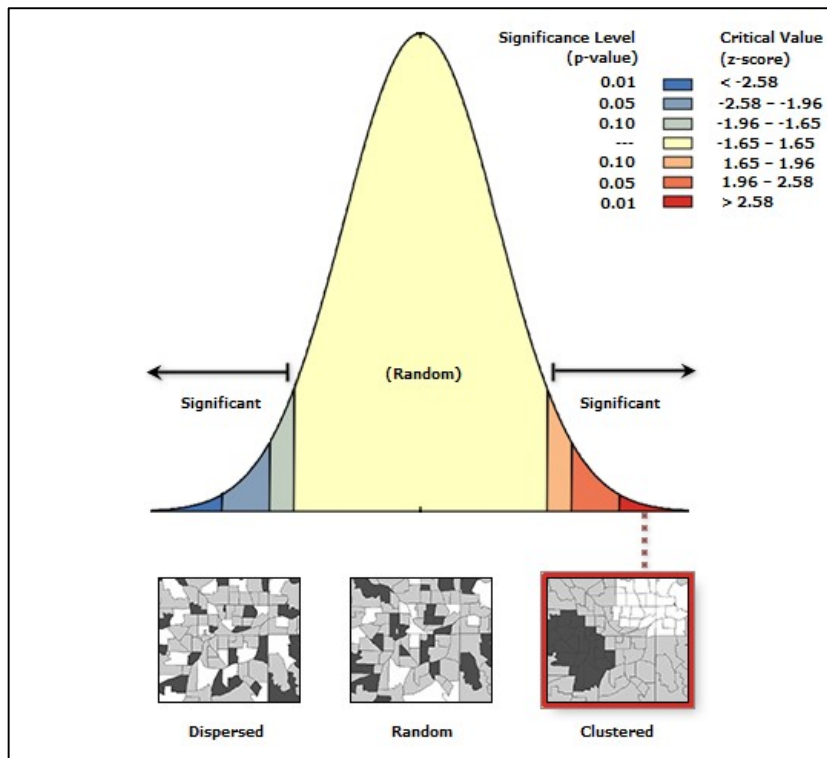 Significance Level
(p-value)
Critical Value
(z-score)
0.01 < -2.58
0.05 -2.58 – -1.96
0.10 -1.96 – -1.65
--- -1.65 – 1.65
0.10 1.65 – 1.96
0.05 1.96 – 2.58
0.01 > 2.58
(Random)
Significant
Significant
Dispersed
Random
Clustered